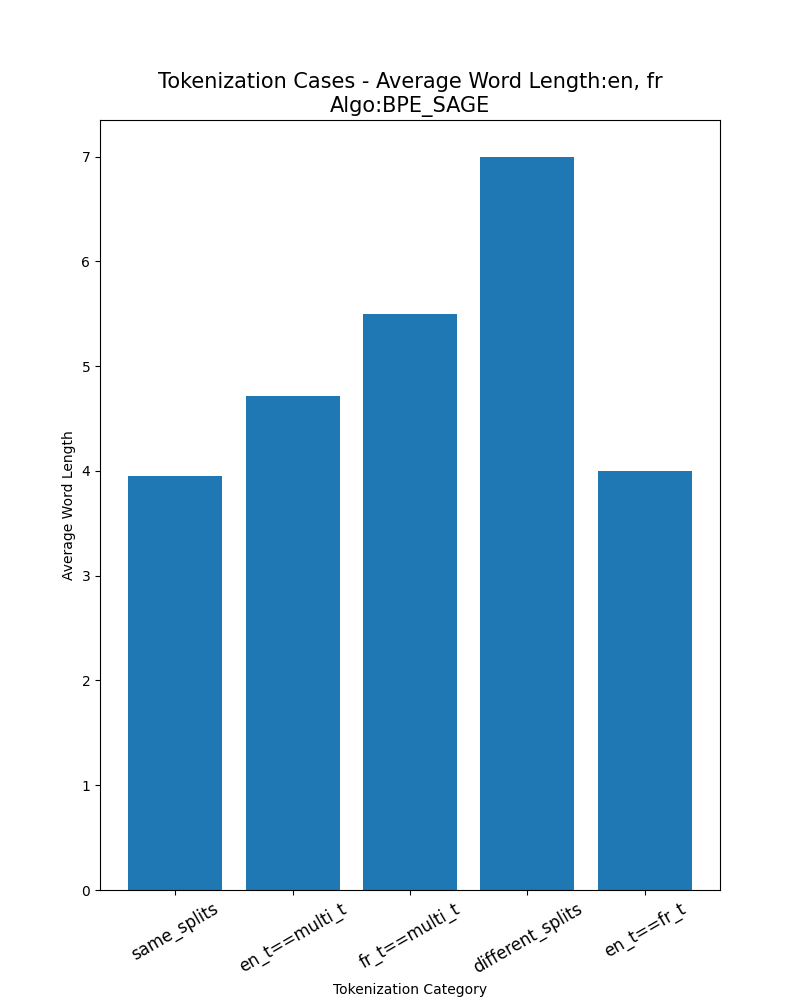 Tokenization Cases - Average Word Length:en, fr
Algo:BPE_SAGE
7
6
5
4
3
2
1
0
Average Word Length
same_splits
en_t==multi_t
fr_t==multi_t
different_splits
en_t==fr_t
Tokenization Category